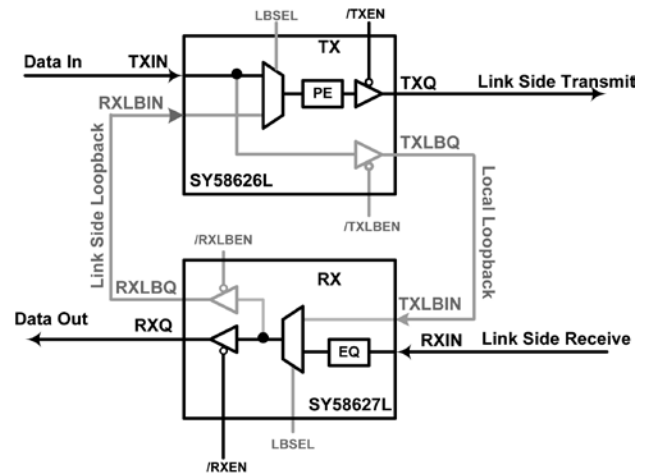 LBSEL
/TXEN
TX
Data In
TXIN
TXQ
Link Side Transmit
PE
RXLBIN
TXLBQ
SY58626L
/TXLBEN
Link Side Loopback
Local Loopback
/RXLBEN
RX
RXLBQ
TXLBIN
Data Out
RXQ
RXIN
Link Side Receive
EQ
SY58627L
LBSEL
/RXEN